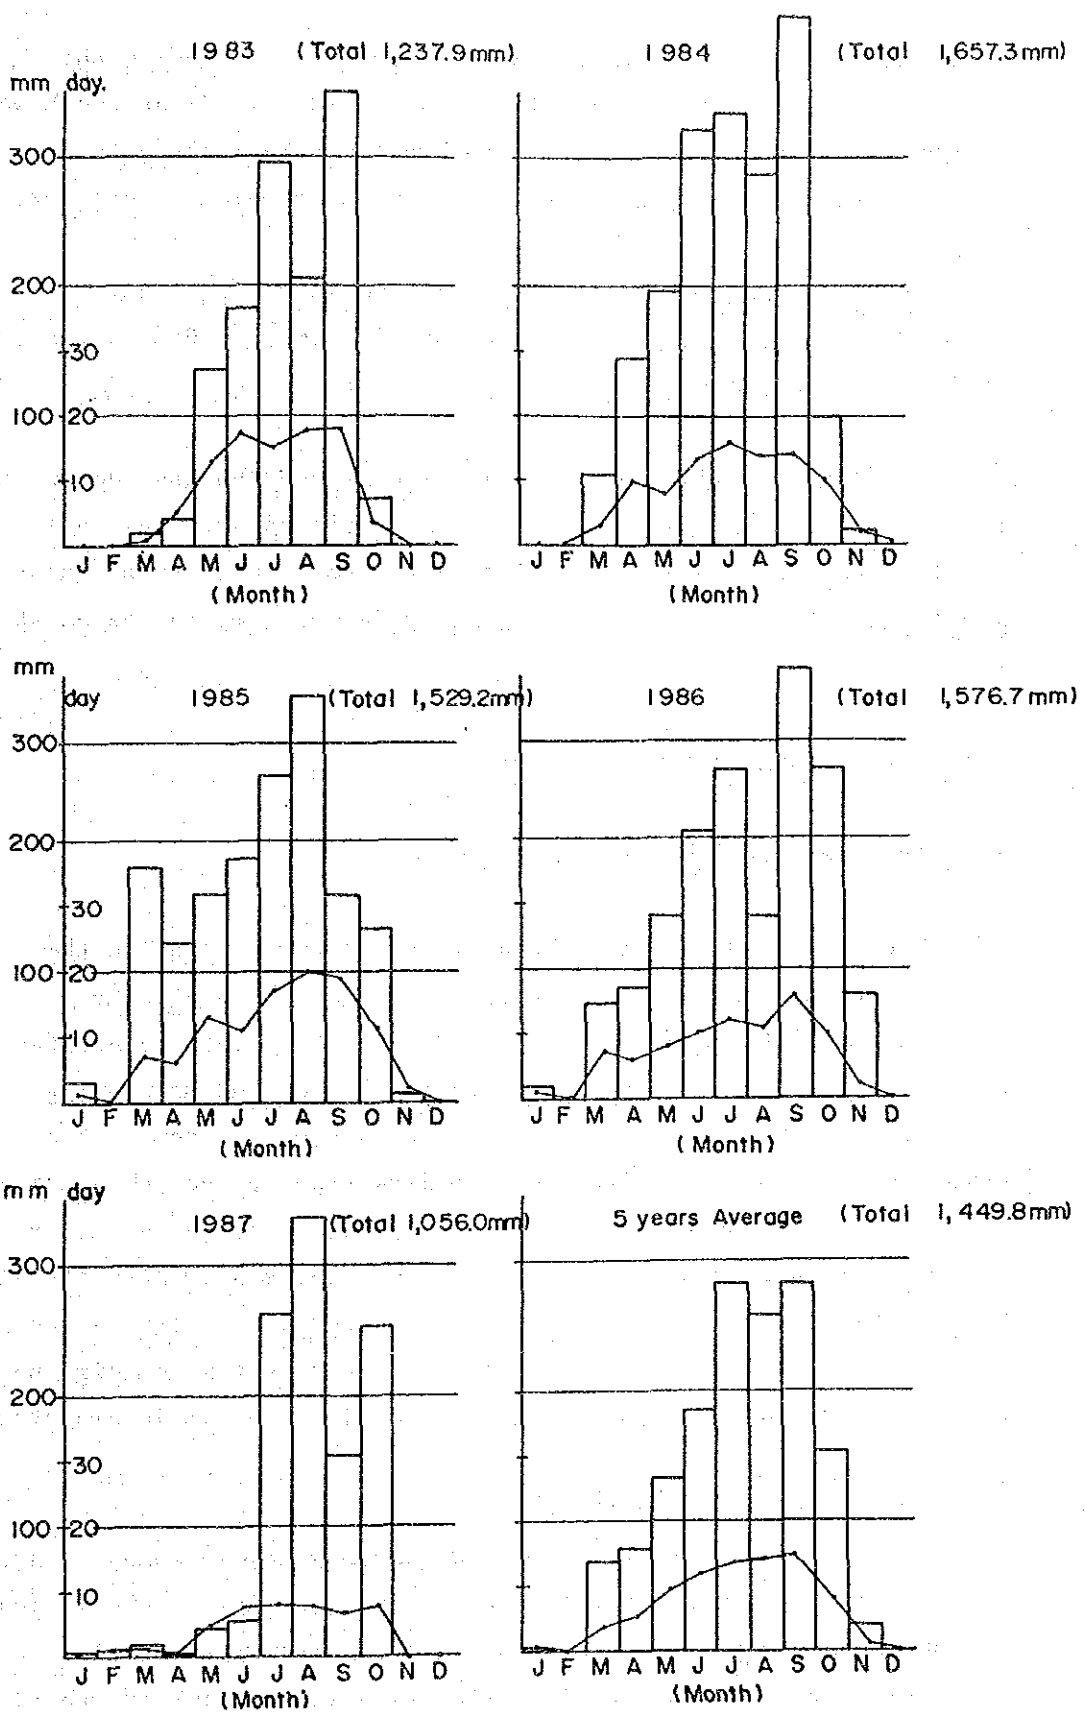 1983 (Total 1,237.9mm)
mm day.
300
200
30
100 20
10
J F M A M J J A S O N D
(Month)
1984 (Total 1,657.3mm)
J F M A M J J A S O N D
(Month)
mm
day 1985 (Total 1,529.2mm)
300
200
30
100 20
10
J F M A M J J A S O N D
(Month)
1986 (Total 1,576.7mm)
J F M A M J J A S O N D
(Month)
mm day
1987 (Total 1,056.0mm)
300
200
30
100 20
10
J F M A M J J A S O N D
(Month)
5 years Average (Total 1,449.8mm)
J F M A M J J A S O N D
(Month)